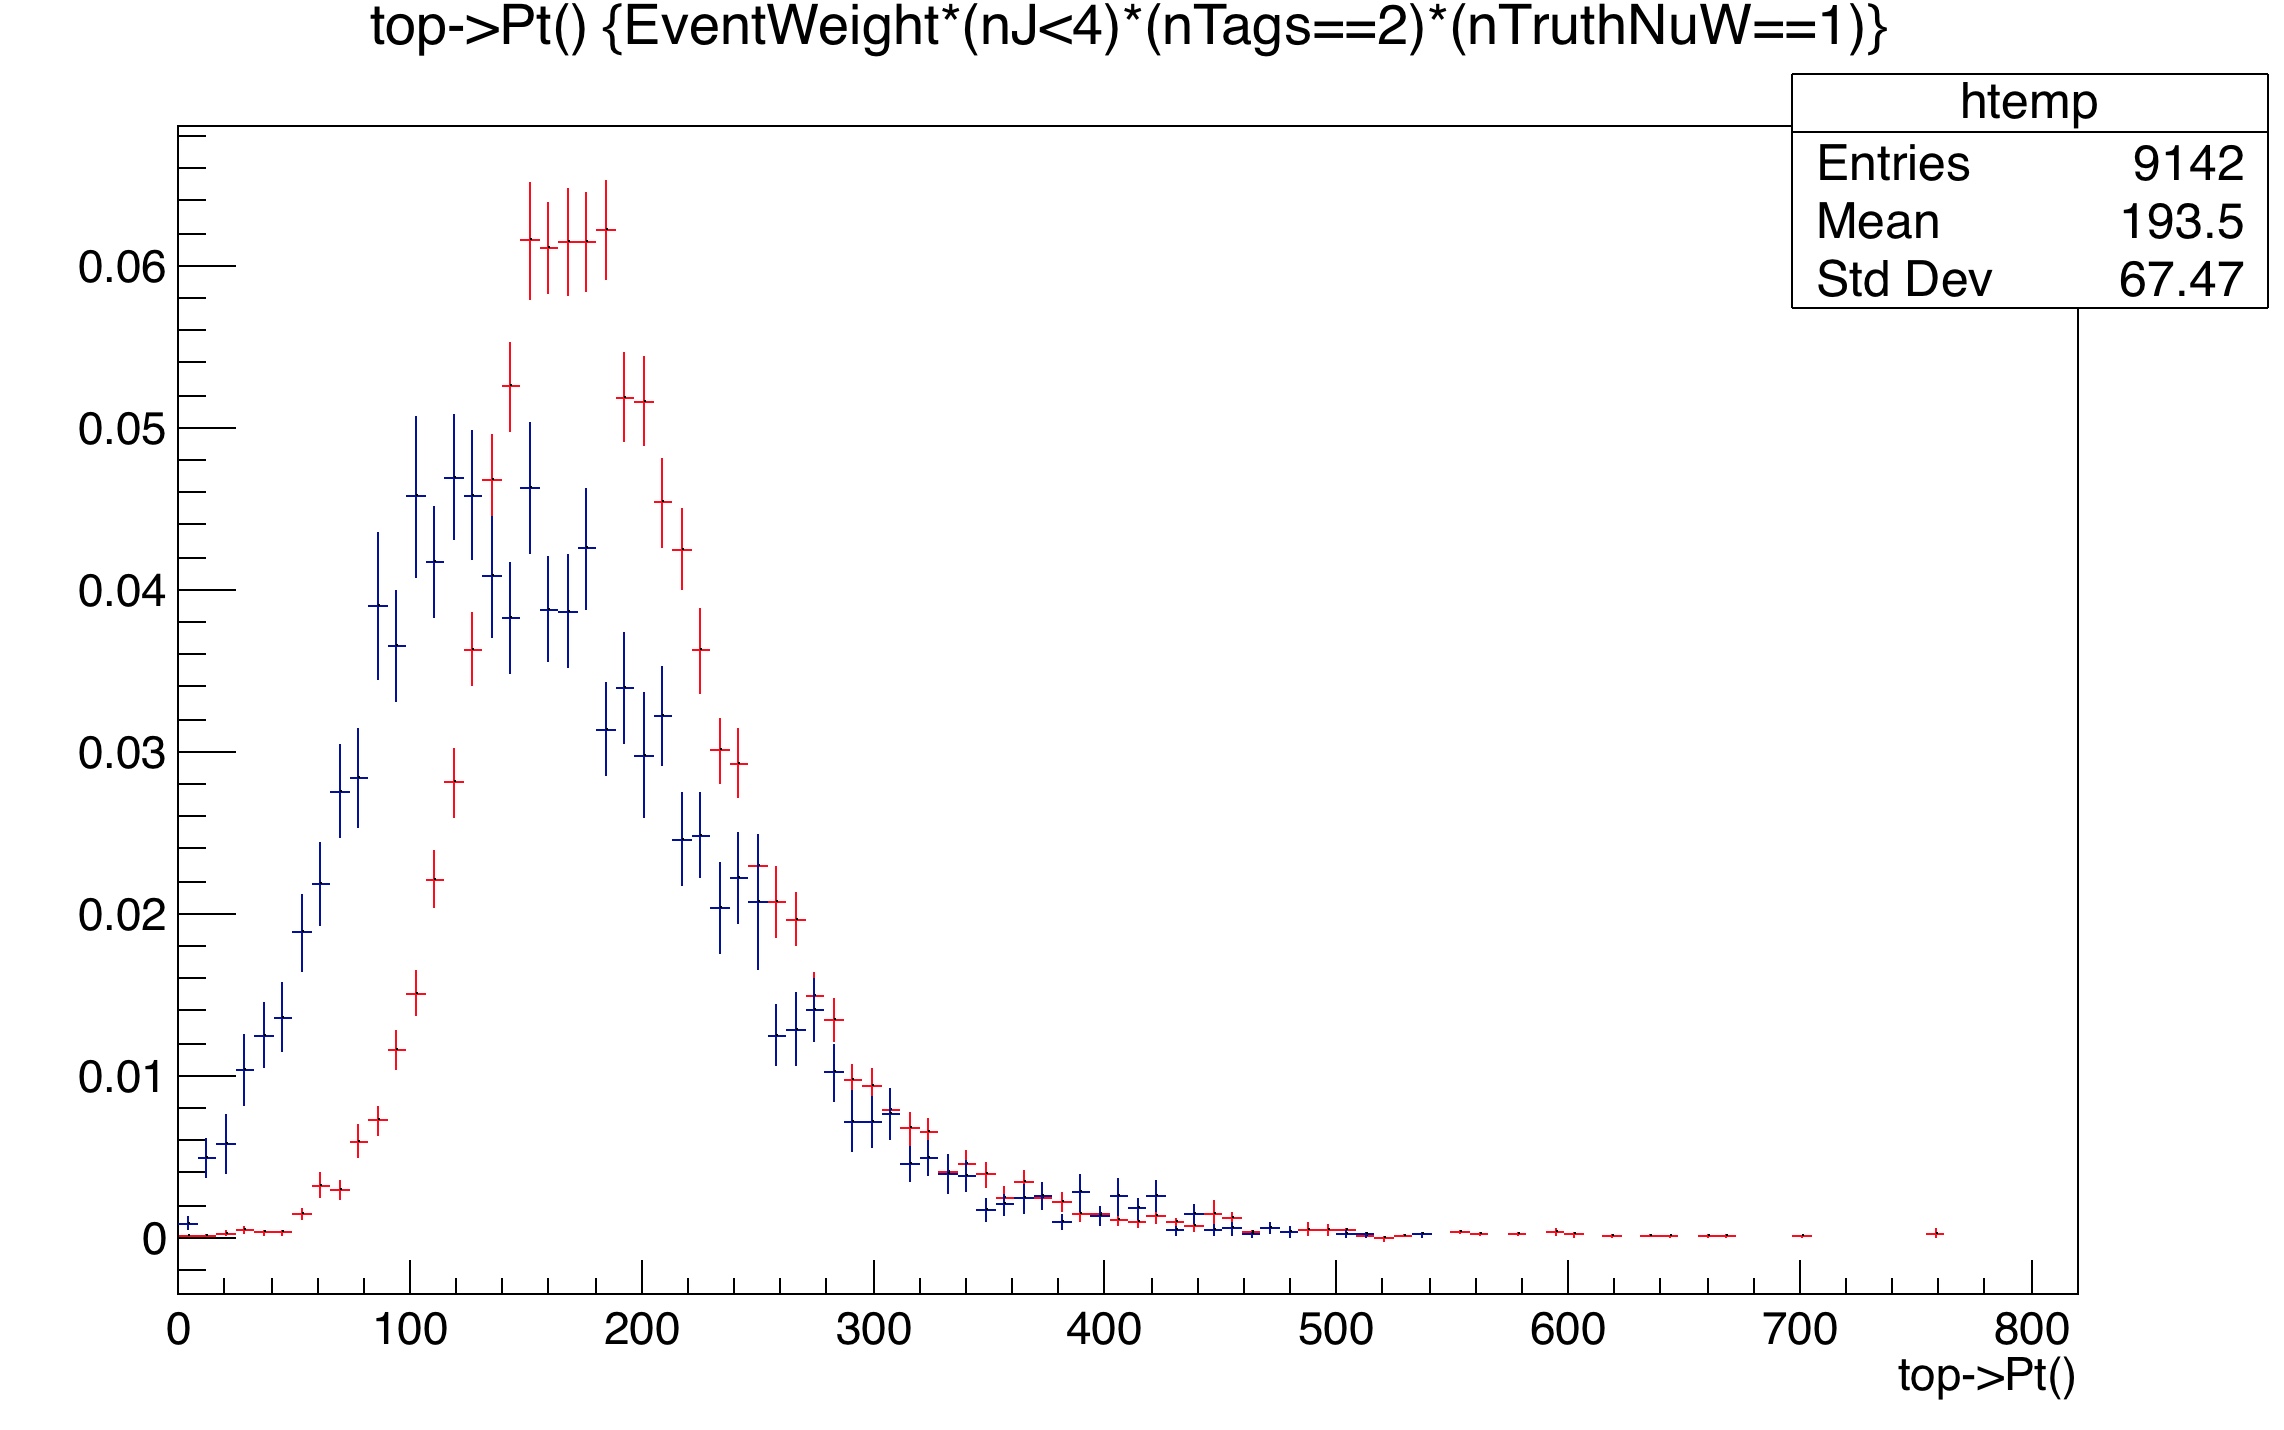 top->Pt() {EventWeight*(nJ<4)*(nTags==2)*(nTruthNuW==1)}
htemp
Entries 9142
Mean 193.5
Std Dev 67.47
0.06
0.05
0.04
0.03
0.02
0.01
0
0 100 200 300 400 500 600 700 800
top->Pt()